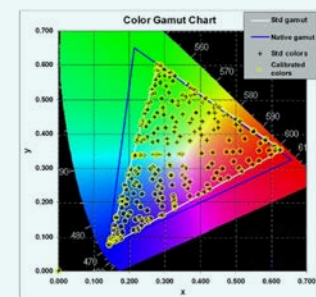 Color Gamut Chart
Std gamut
Native gamut
Std colors
Calibrated
colors
0.700
0.600
0.500
0.400
0.300
0.200
0.100
0.000
y
560
570
580
590
600
61
90
480
470
0.000 0.100 0.200 0.300 0.400 0.500 0.600 0.700
x